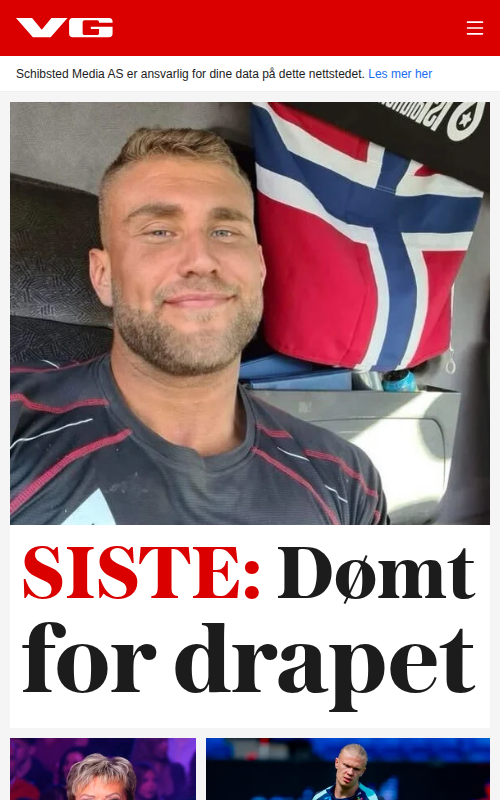 VG
Schibsted Media AS er ansvarlig for dine data på dette nettstedet. Les mer her
SISTE: Dømt
for drapet